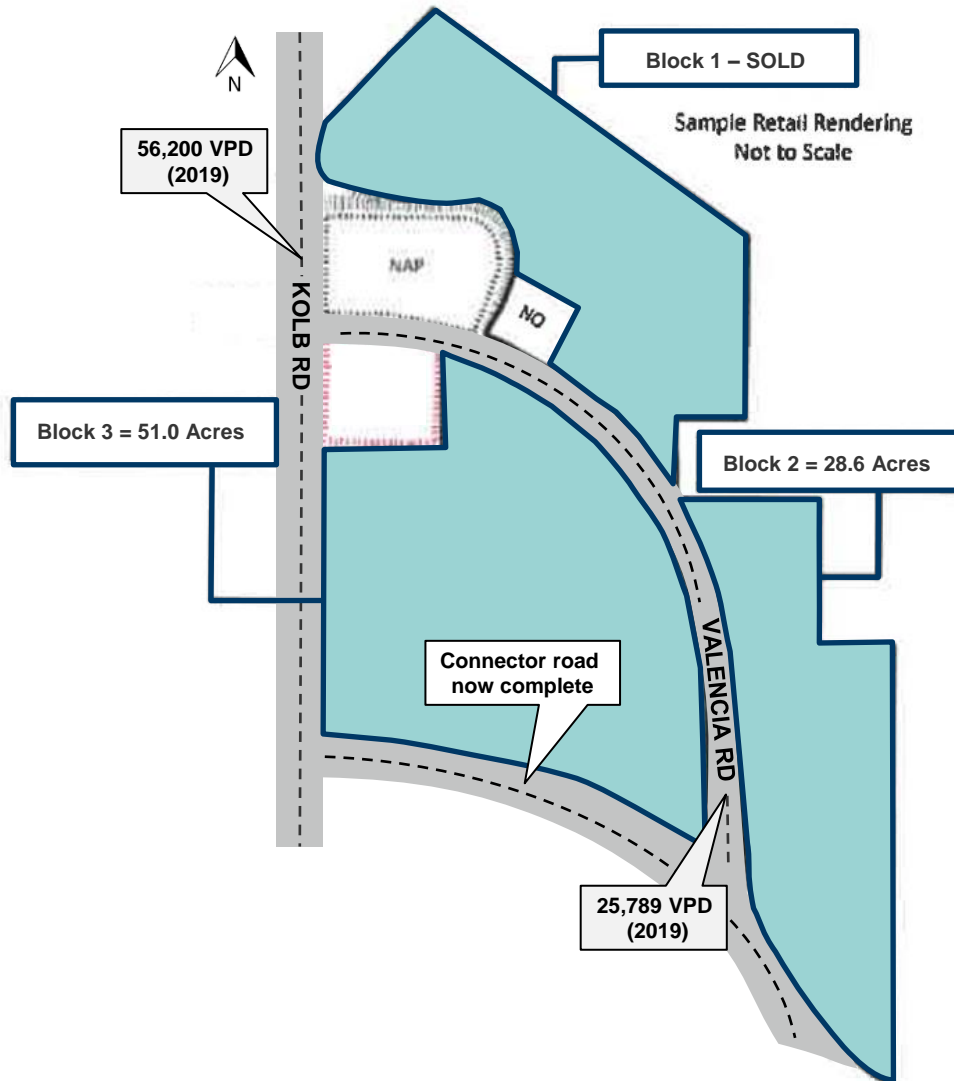 Block 1 – SOLD
N
Sample Retail Rendering
Not to Scale
56,200 VPD
(2019)
NAP
KOLB RD
NQ
Block 3 = 51.0 Acres
Block 2 = 28.6 Acres
VALENCIA RD
Connector road
now complete
25,789 VPD
(2019)